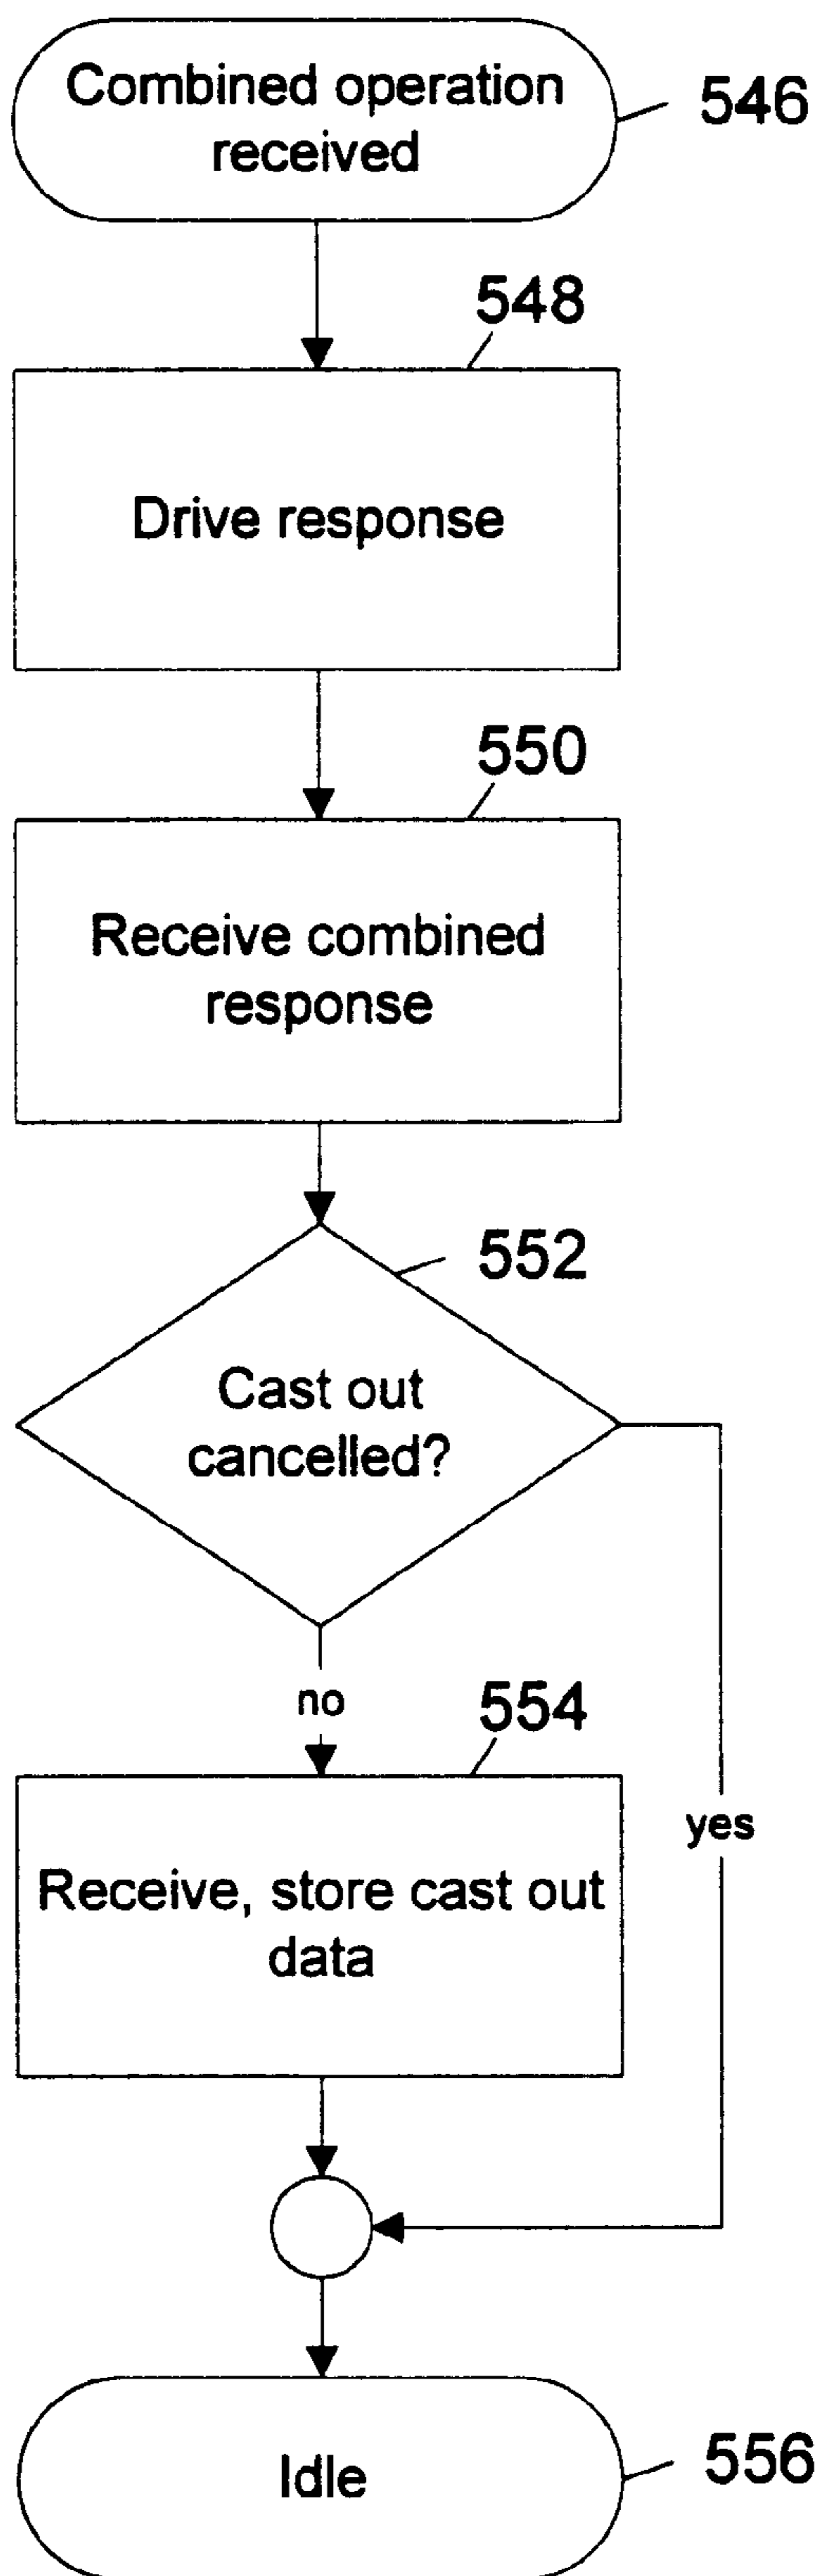 Combined operation
received
546
548
Drive response
550
Receive combined
response
552
Cast out
cancelled?
no
554
yes
Receive, store cast out
data
Idle
556